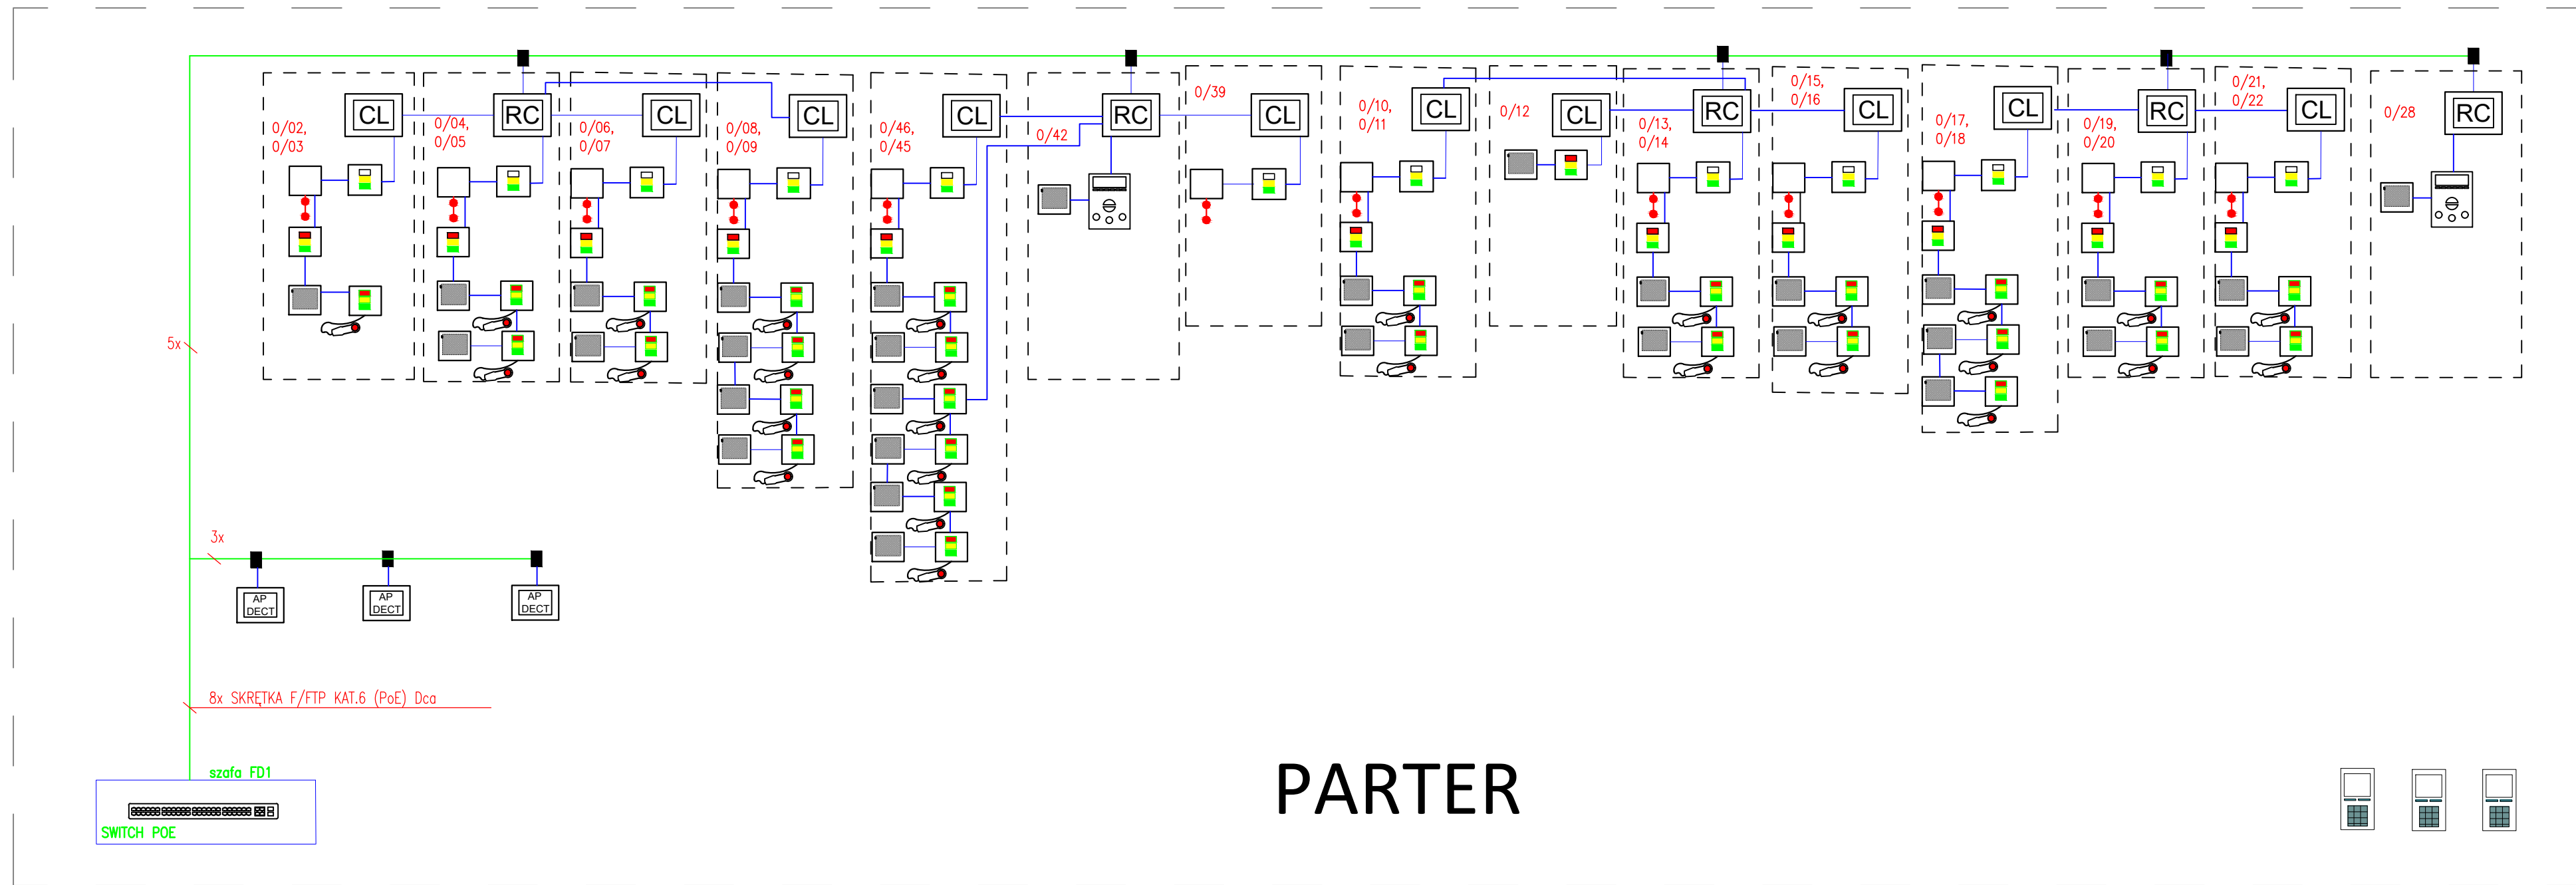 CL
0/02,
0/03
RC
0/04,
0/05
CL
0/06,
0/07
CL
0/08,
0/09
CL
0/46,
0/45
RC
0/42
0/39
CL
CL
0/10,
0/11
CL
0/12
RC
0/13,
0/14
0/15,
0/16
CL
CL
0/17,
0/18
RC
0/19,
0/20
0/21,
0/22
CL
0/28
RC
5x
3x
AP
DECT
AP
DECT
AP
DECT
8x SKRĘTKA F/FTP KAT.6 (PoE) Dca
szafa FD1
SWITCH POE
PARTER